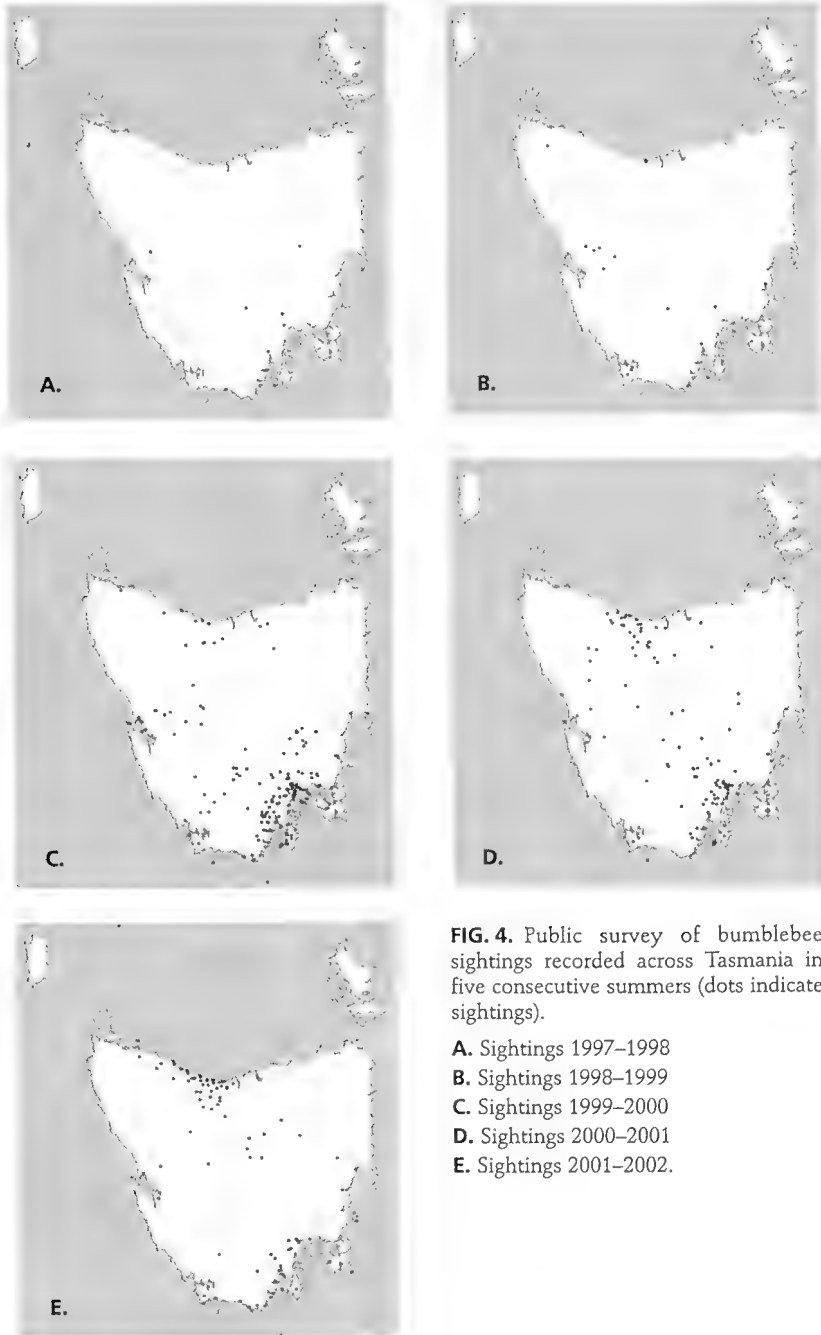 A.
B.
C.
D.
E.
FIG. 4. Public survey of bumblebee
sightings recorded across Tasmania in
five consecutive summers (dots indicate
sightings).
A. Sightings 1997–1998
B. Sightings 1998–1999
C. Sightings 1999–2000
D. Sightings 2000–2001
E. Sightings 2001–2002.